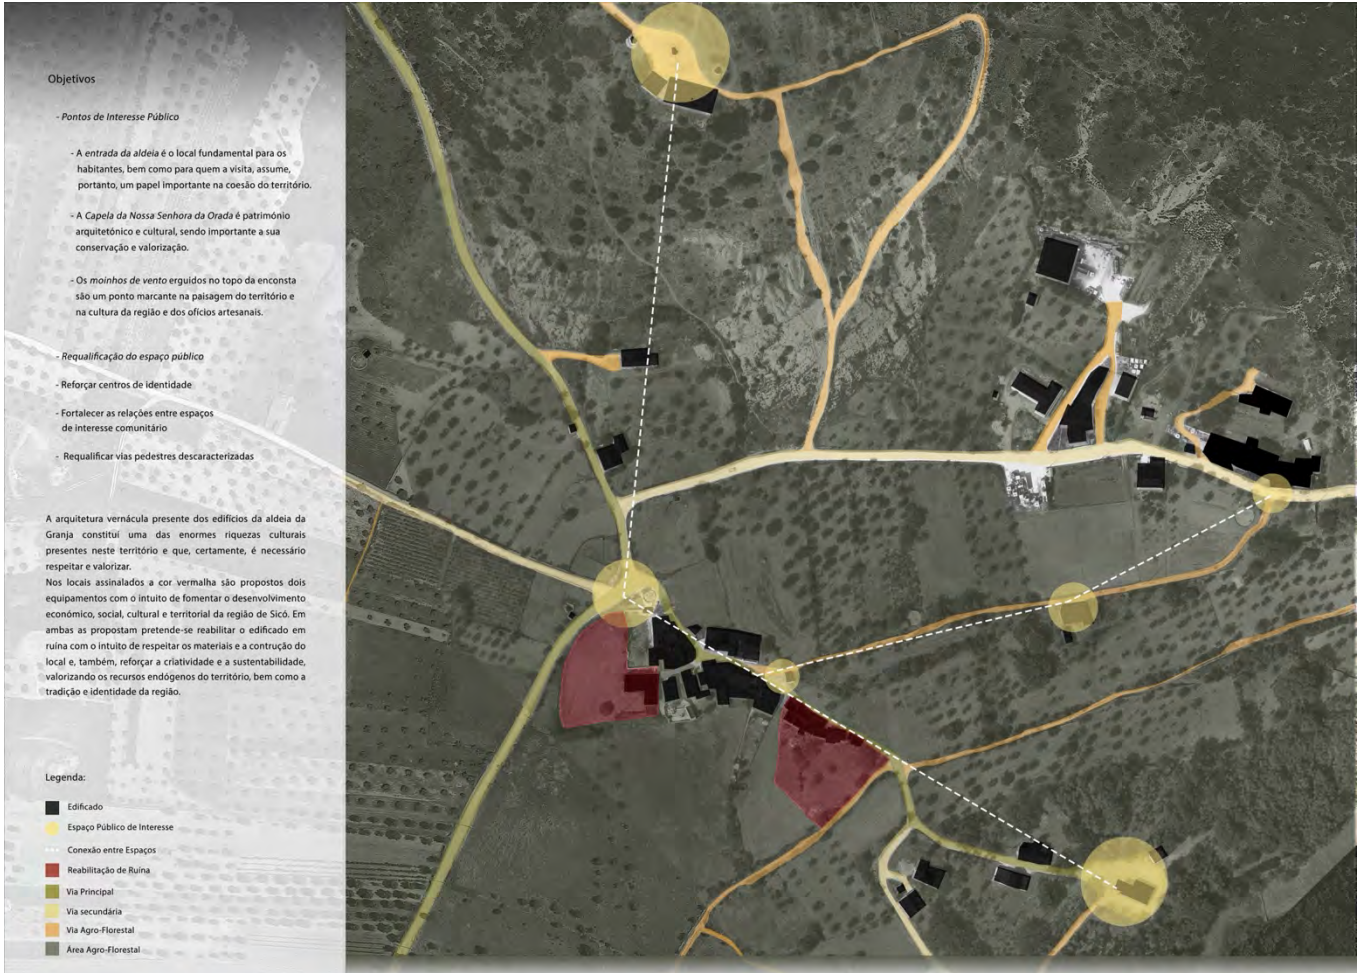 Objetivos
- Pontos de Interesse Público
- A entrada da aldeia é o local fundamental para os
habitantes, bem como para quem a visita, assume,
portanto, um papel importante na coesão do território.
- A Capela da Nossa Senhora da Orada é património
arquitetónico e cultural, sendo importante a sua
conservação e valorização.
- Os moinhos de vento erguidos no topo da enconsta
são um ponto marcante na paisagem do território e
na cultura da região e dos ofícios artesanais.
- Requalificação do espaço público
- Reforçar centros de identidade
- Fortalecer as relações entre espaços
de interesse comunitário
- Requalificar vias pedestres descaracterizadas
A arquitetura vernácula presente dos edifícios da aldeia da
Granja constituí uma das enormes riquezas culturais
presentes neste território e que, certamente, é necessário
respeitar e valorizar.
Nos locais assinalados a cor vermalha são propostos dois
equipamentos com o intuito de fomentar o desenvolvimento
económico, social, cultural e territorial da região de Sicó. Em
ambas as propostam pretende-se reabilitar o edificado em
ruína com o intuito de respeitar os materiais e a contrução do
local e, também, reforçar a criatividade e a sustentabilidade,
valorizando os recursos endógenos do território, bem como a
tradição e identidade da região.
Legenda:
Edificado
Espaço Público de Interesse
Conexão entre Espaços
Reabilitação de Ruína
Via Principal
Via secundária
Via Agro-Florestal
Área Agro-Florestal